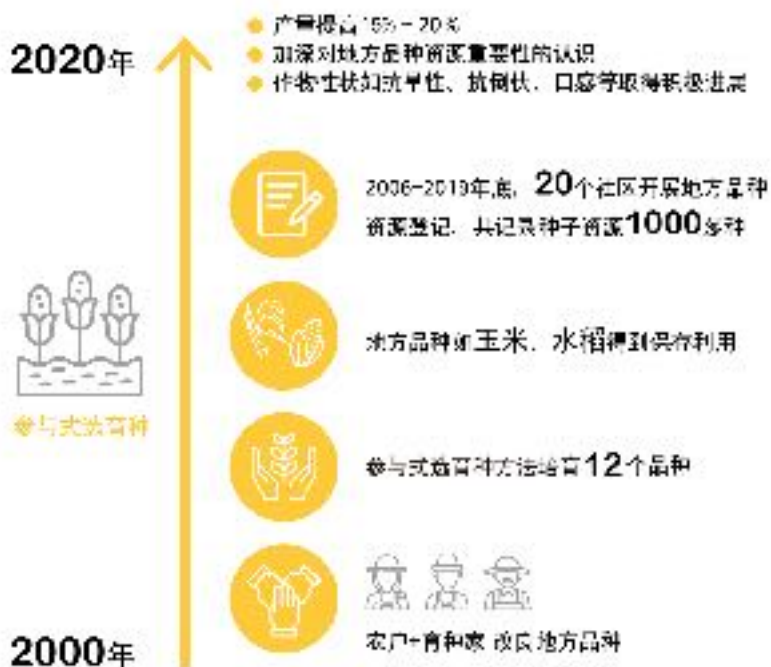 2020年
产量提高15%-20%
加深对地方品种资源重要性的认识
作物性状如抗旱性、抗倒伏、口感等取得积极进展
2006-2019年底，20个社区开展地方品种
资源登记，共记录种子资源1000多种
地方品种如玉米、水稻得到保存利用
参与式选育种
参与式选育种方法培育12个品种
农户+育种家 改良地方品种
2000年